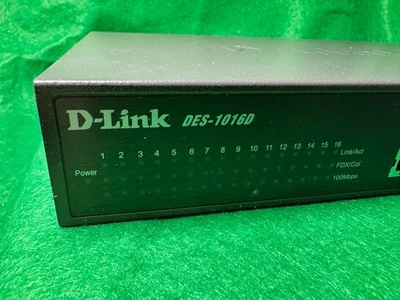 D-Link DES-1016D
1 2 3 4 5 6 7 8 9 10 11 12 13 14 15 16
Link/Act
FDX/Col
Power
100Mbps